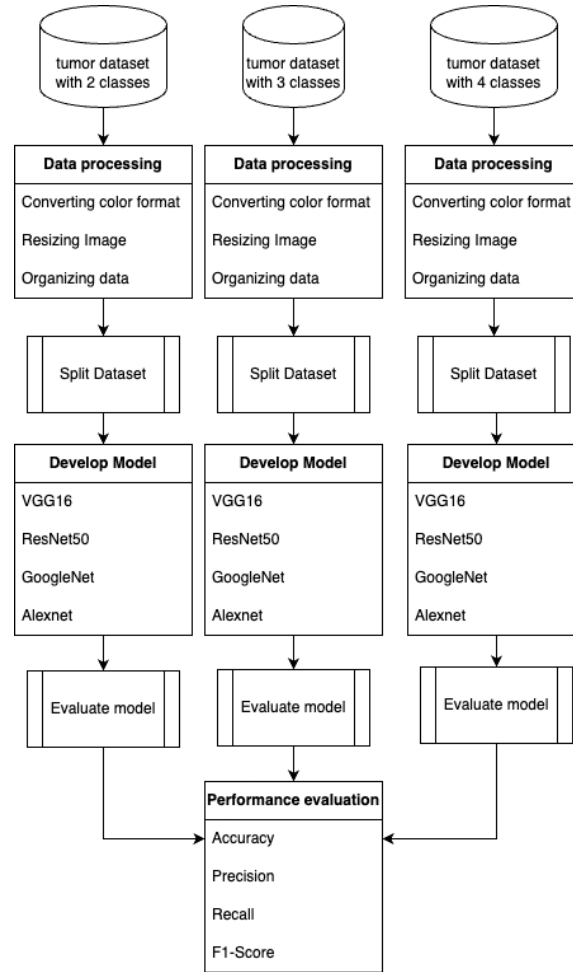 tumor dataset
with 2 classes
tumor dataset
with 3 classes
tumor dataset
with 4 classes
Data processing
Converting color format
Resizing Image
Organizing data
Data processing
Converting color format
Resizing Image
Organizing data
Data processing
Converting color format
Resizing Image
Organizing data
Split Dataset
Split Dataset
Split Dataset
Develop Model
VGG16
ResNet50
GoogleNet
Alexnet
Develop Model
VGG16
ResNet50
GoogleNet
Alexnet
Develop Model
VGG16
ResNet50
GoogleNet
Alexnet
Evaluate model
Evaluate model
Evaluate model
Performance evaluation
Accuracy
Precision
Recall
F1-Score